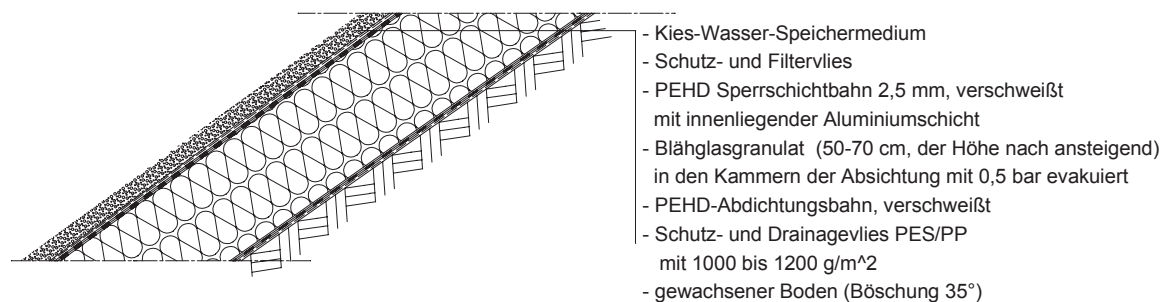 - Kies-Wasser-Speichermedium
- Schutz- und Filtervlies
- PEHD Sperrschichtbahn 2,5 mm, verschweißt
mit innenliegender Aluminiumschicht
- Blähglasgranulat (50-70 cm, der Höhe nach ansteigend)
in den Kammern der Absichtung mit 0,5 bar evakuiert
- PEHD-Abdichtungsbahn, verschweißt
- Schutz- und Drainagevlies PES/PP
mit 1000 bis 1200 g/m^2
- gewachsener Boden (Böschung 35°)